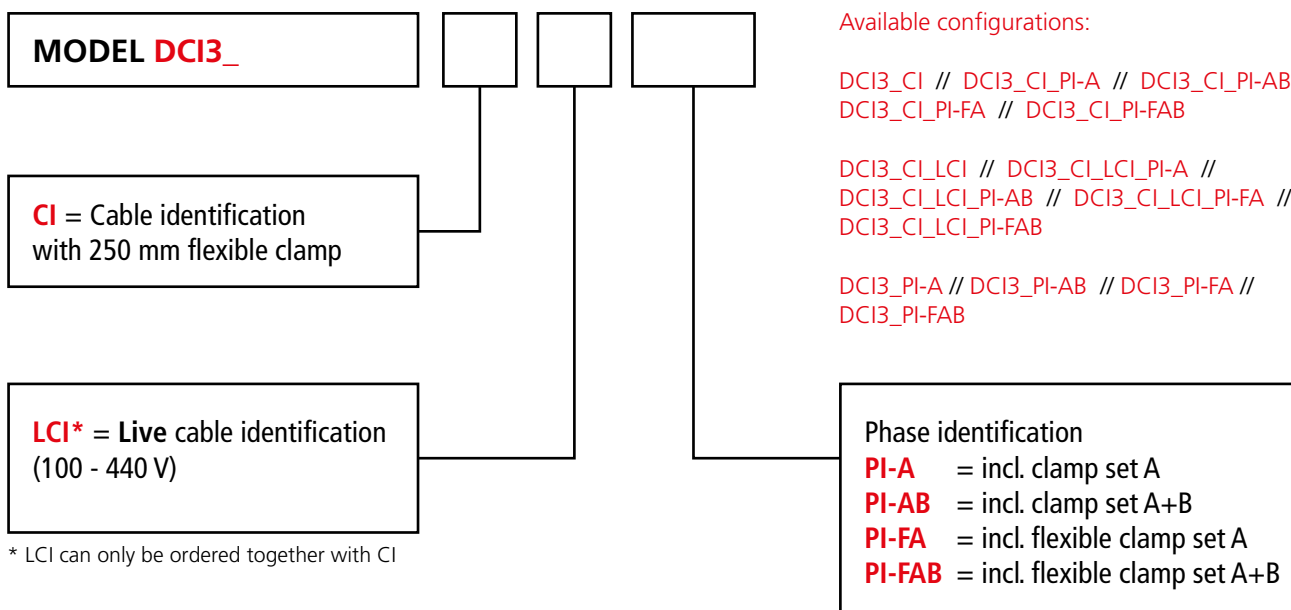 MODEL DCI3_
CI = Cable identification
with 250 mm flexible clamp
LCI* = Live cable identification
(100 - 440 V)
* LCI can only be ordered together with CI
Available configurations:
DCI3_CI // DCI3_CI_PI-A // DCI3_CI_PI-AB
DCI3_CI_PI-FA // DCI3_CI_PI-FAB
DCI3_CI_LCI // DCI3_CI_LCI_PI-A //
DCI3_CI_LCI_PI-AB // DCI3_CI_LCI_PI-FA //
DCI3_CI_LCI_PI-FAB
DCI3_PI-A // DCI3_PI-AB // DCI3_PI-FA //
DCI3_PI-FAB
Phase identification
PI-A = incl. clamp set A
PI-AB = incl. clamp set A+B
PI-FA = incl. flexible clamp set A
PI-FAB = incl. flexible clamp set A+B